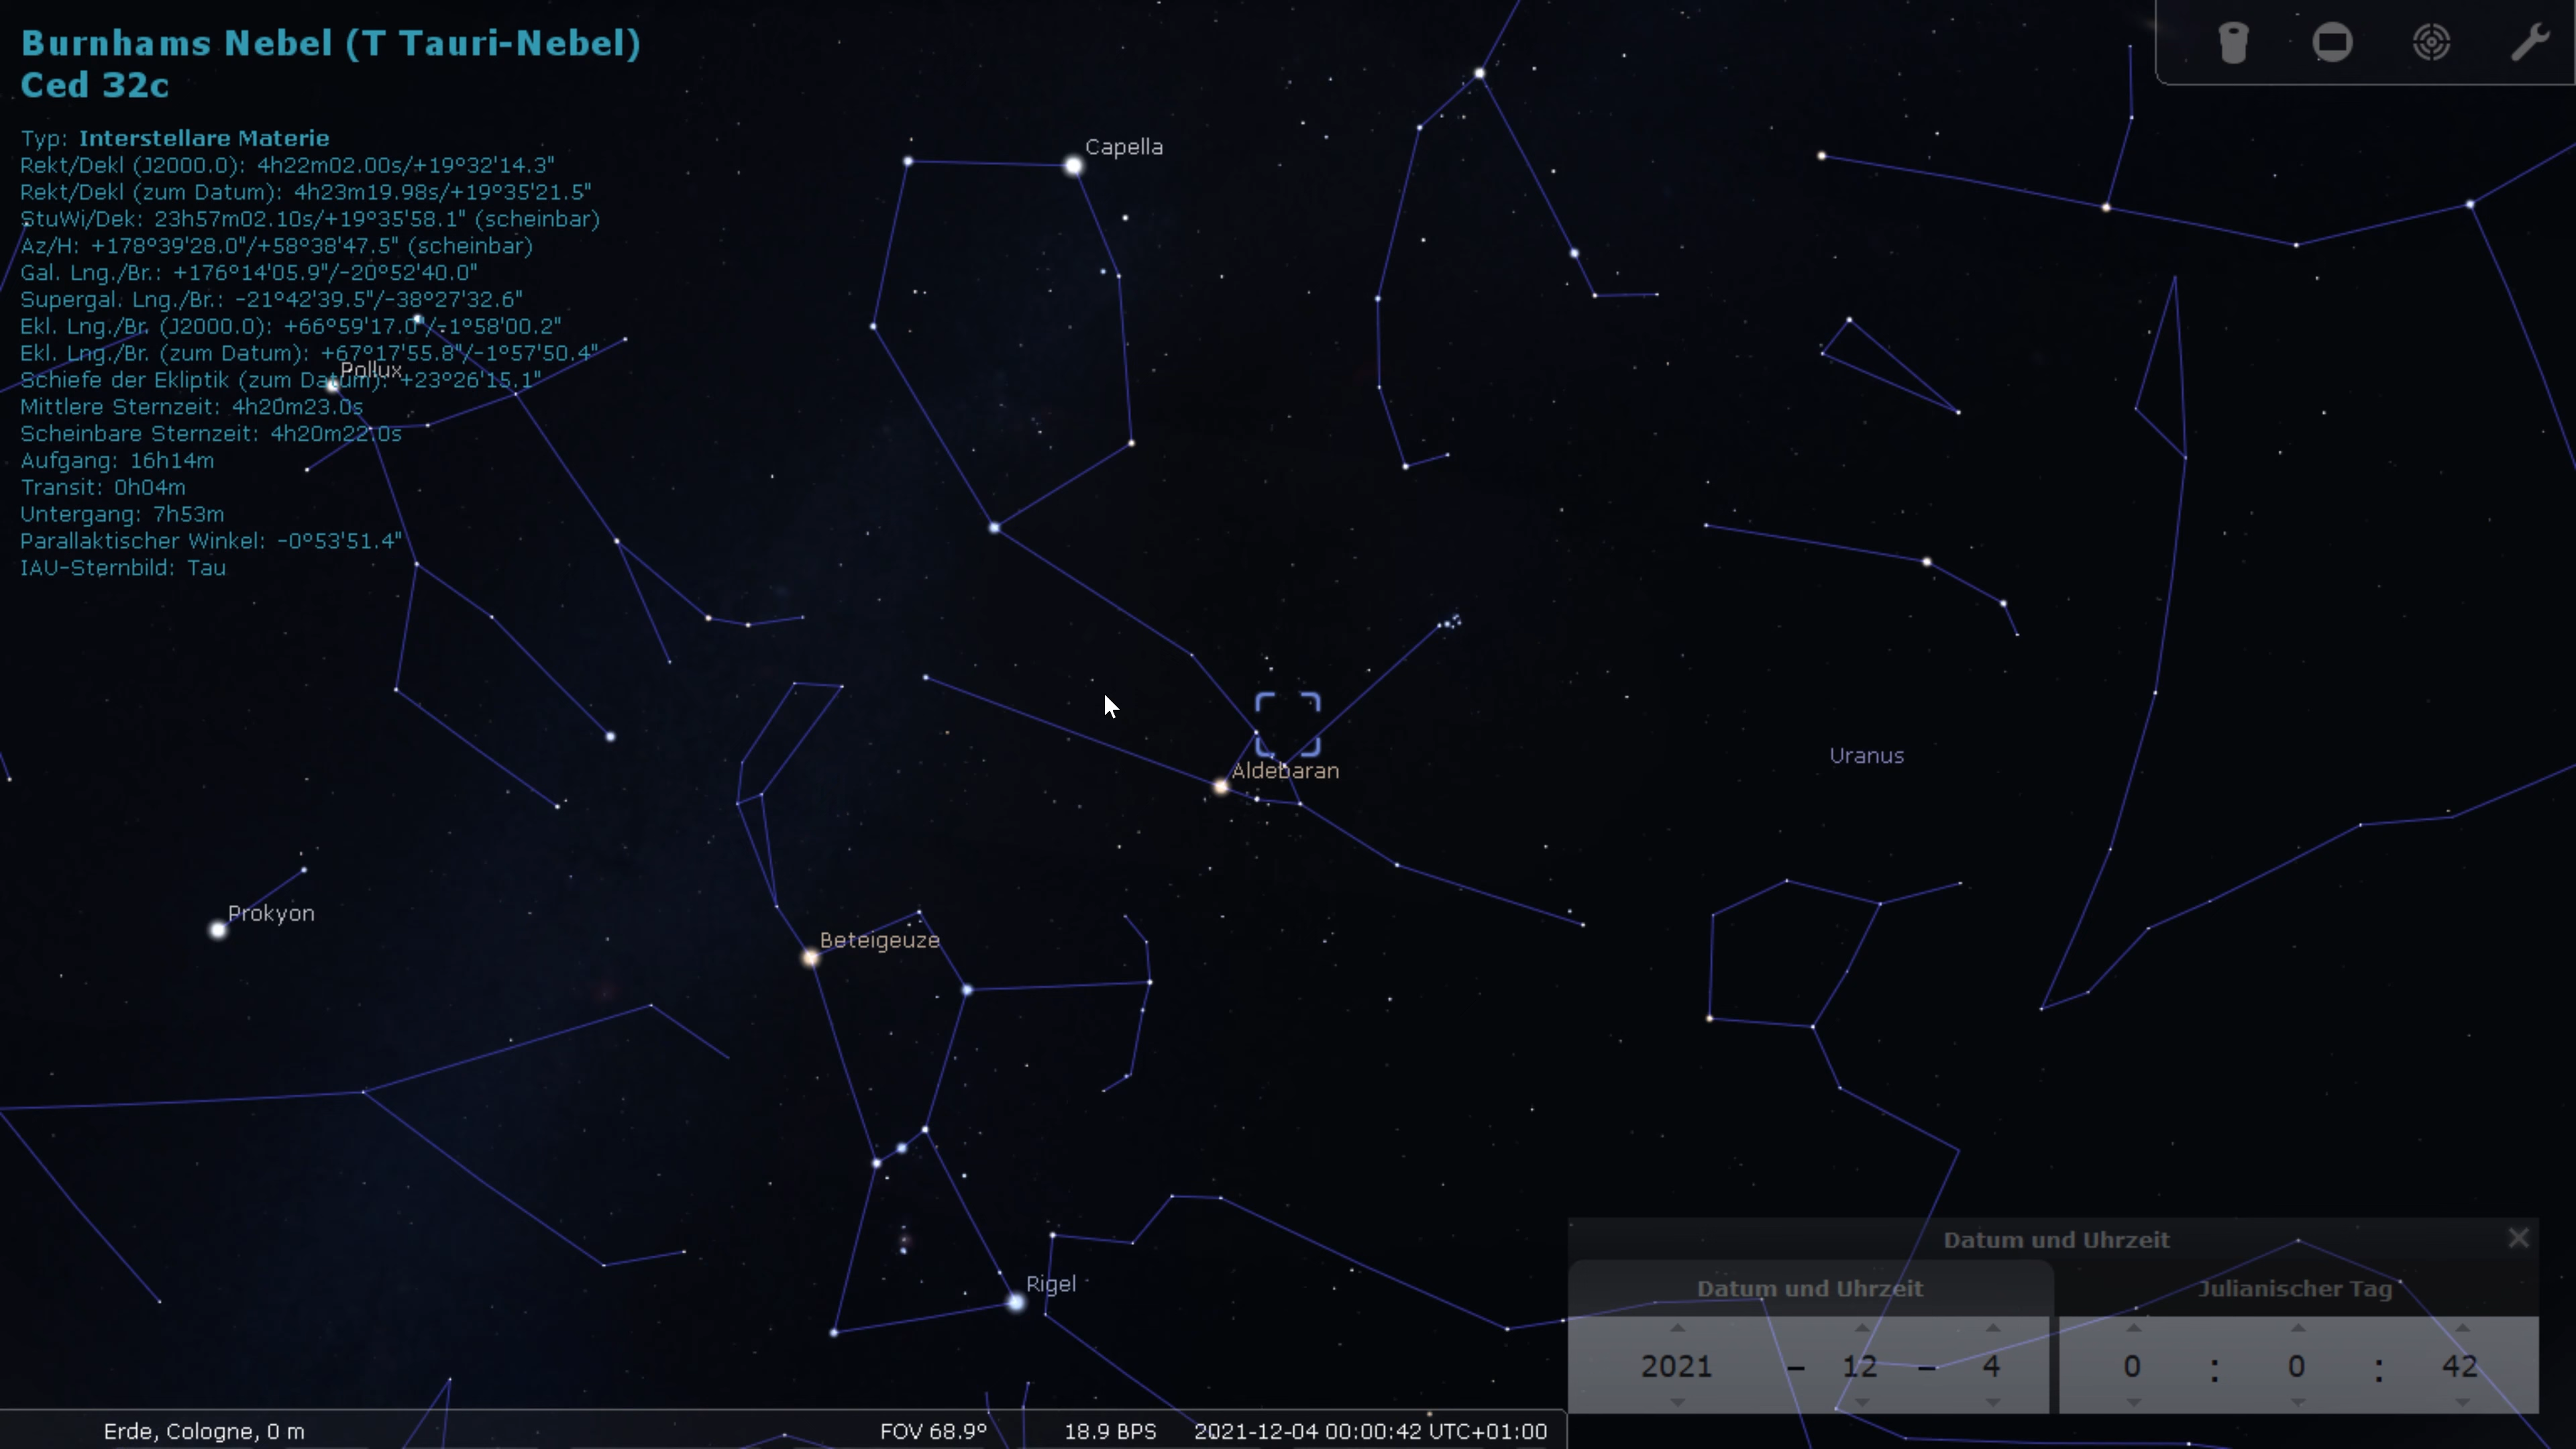 Burnhams Nebel (T Tauri-Nebel)
Ced 32c
Typ: Interstellare Materie
Rekt/Dekl (J2000.0): 4h22m02.00s/+19°32'14.3"
Rekt/Dekl (zum Datum): 4h23m19.98s/+19°35'21.5"
StuWi/Dek: 23h57m02.10s/+19°35'58.1" (scheinbar)
Az/H: +178°39'28.0"/+58°38'47.5" (scheinbar)
Gal. Lng./Br.: +176°14'05.9"/-20°52'40.0"
Supergal. Lng./Br.: -21°42'39.5"/-38°27'32.6"
Ekl. Lng./Br. (J2000.0): +66°59'17.0"/-1°58'00.2"
Ekl. Lng./Br. (zum Datum): +67°17'55.8"/-1°57'50.4"
Schiefe der Ekliptik (zum Datum): +23°26'15.1"
Mittlere Sternzeit: 4h20m23.0s
Scheinbare Sternzeit: 4h20m22.0s
Aufgang: 16h14m
Transit: 0h04m
Untergang: 7h53m
Parallaktischer Winkel: -0°53'51.4"
IAU-Sternbild: Tau
Capella
Pollux
Uranus
Aldebaran
Prokyon
Beteigeuze
Rigel
Datum und Uhrzeit
Datum und Uhrzeit Julianischer Tag
2021 - 12 - 4 0 : 0 : 42
Erde, Cologne, 0 m FOV 68.9° 18.9 BPS 2021-12-04 00:00:42 UTC+01:00